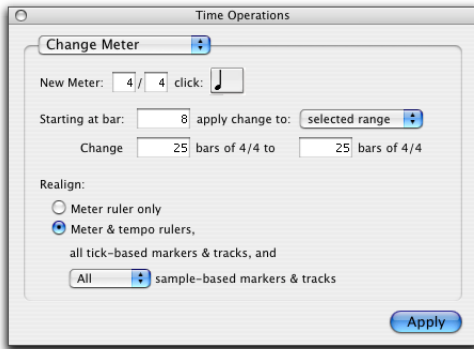 Time Operations
Change Meter
New Meter: 4 / 4 click:
Starting at bar: 8 apply change to: selected range
Change 25 bars of 4/4 to 25 bars of 4/4
Realign:
Meter ruler only
Meter & tempo rulers,
all tick-based markers & tracks, and
All sample-based markers & tracks
Apply